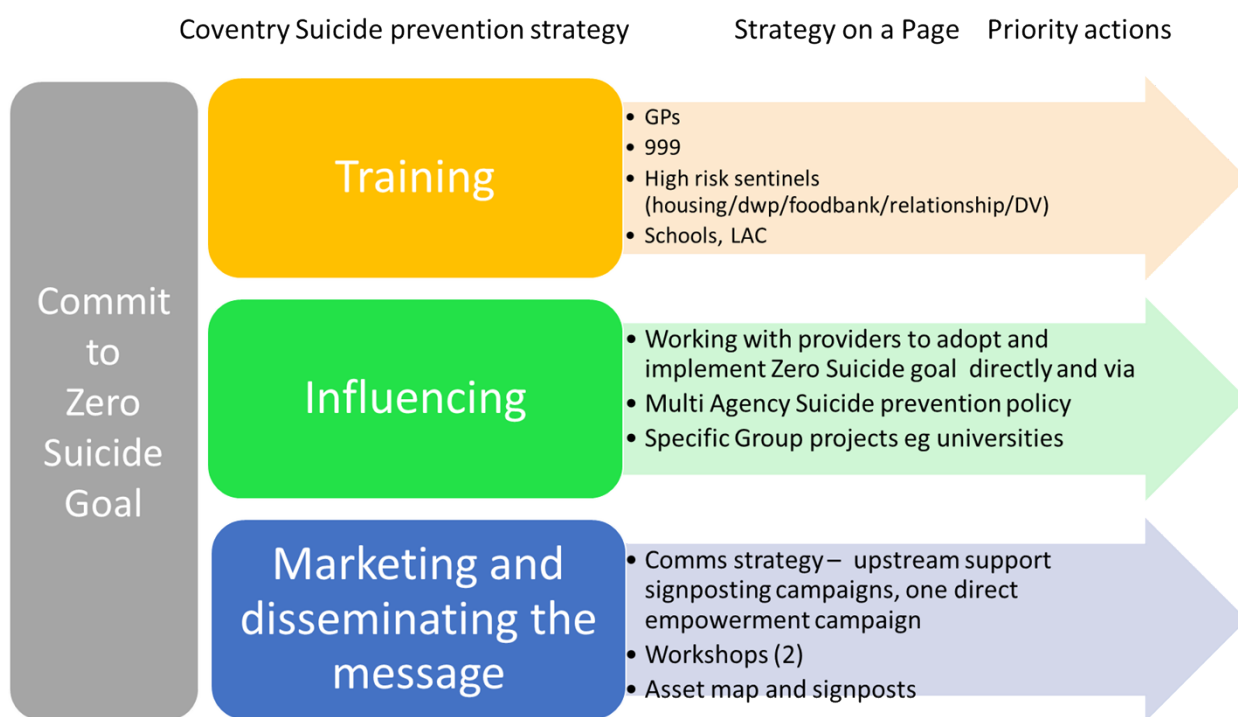 Coventry Suicide prevention strategy Strategy on a Page Priority actions
Commit
to
Zero
Suicide
Goal
Training
• GPs
• 999
• High risk sentinels
(housing/dwp/foodbank/relationship/DV)
• Schools, LAC
Influencing
• Working with providers to adopt and
implement Zero Suicide goal directly and via
• Multi Agency Suicide prevention policy
• Specific Group projects eg universities
Marketing and
disseminating the
message
• Comms strategy – upstream support
signposting campaigns, one direct
empowerment campaign
• Workshops (2)
• Asset map and signposts